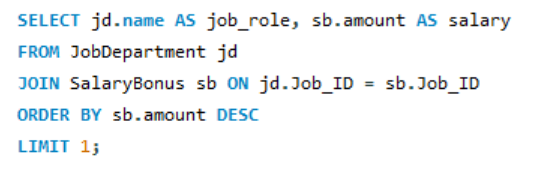 SELECT jd.name AS job_role, sb.amount AS salary
FROM JobDepartment jd
JOIN SalaryBonus sb ON jd.Job_ID = sb.Job_ID
ORDER BY sb.amount DESC
LIMIT 1;